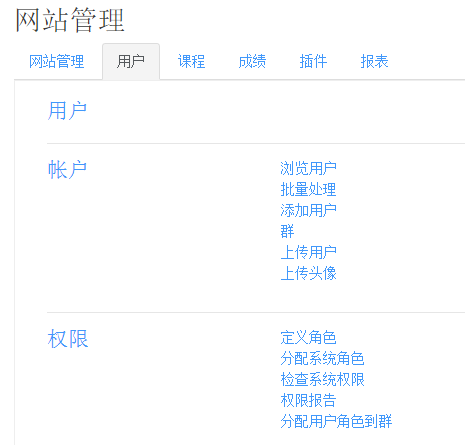 网站管理
网站管理 用户 课程 成绩 插件 报表
用户
帐户
浏览用户
批量处理
添加用户
群
上传用户
上传头像
权限
定义角色
分配系统角色
检查系统权限
权限报告
分配用户角色到群